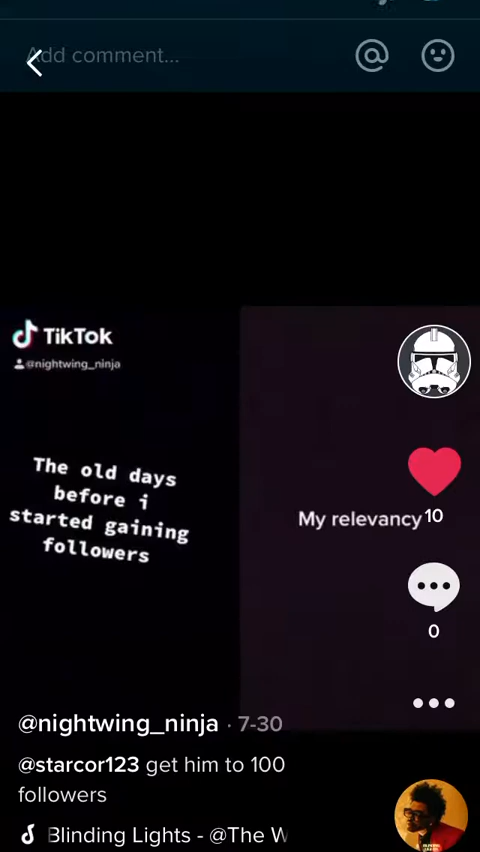 Add comment...
TikTok
@nightwing_ninja
The old days
before i
started gaining
followers
My relevancy
10
0
@nightwing_ninja · 7-30
@starcor123 get him to 100
followers
Blinding Lights - @The W